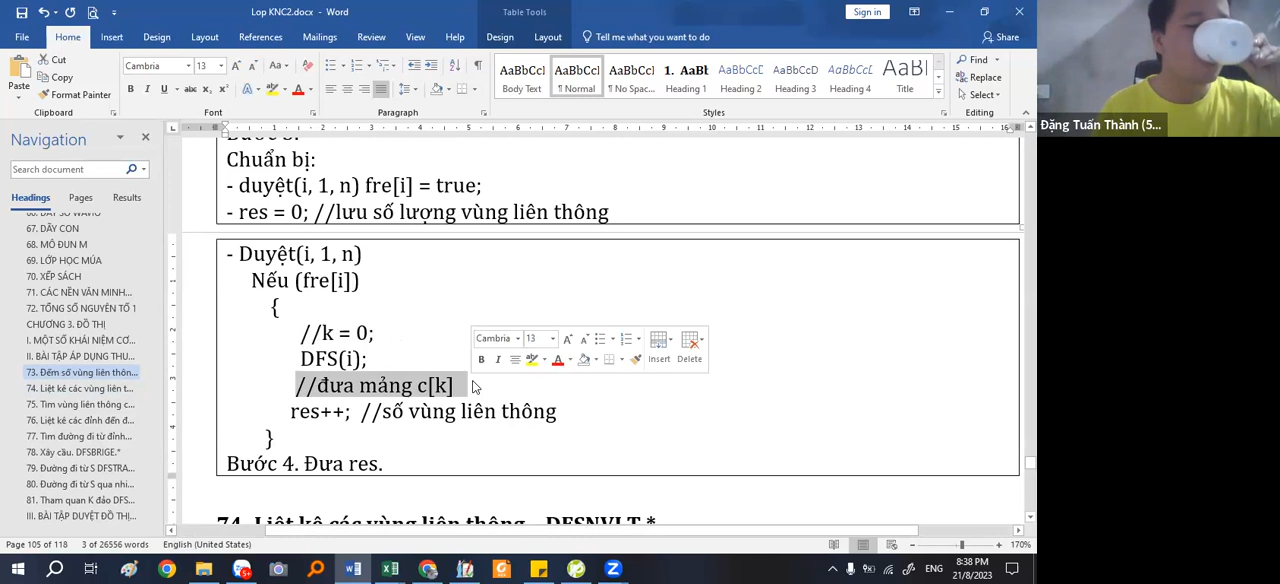 Lop KNC2.docx - Word
Table Tools
Sign in
File Home Insert Design Layout References Mailings Review View Help Design Layout Tell me what you want to do Share
Paste
Cut
Copy
Format Painter
Clipboard
Cambria 13
Font
Paragraph
AaBbCcI Body Text
AaBbCcI ¶ Normal
AaBbCcI ¶ No Spac...
1. AaBb Heading 1
AaBbCcI Heading 2
AaBbCcD Heading 3
AaBbCcD Heading 4
AaBI Title
Styles
Find
Replace
Select
Editing
Đặng Tuấn Thành (5...
Navigation
Search document
Headings Pages Results
67. DÃY CON
68. MÔ ĐUN M
69. LỚP HỌC MÚA
70. XẾP SÁCH
71. CÁC NỀN VĂN MINH...
72. TỔNG SỐ NGUYÊN TỐ 1
CHƯƠNG 3. ĐỒ THỊ
I. MỘT SỐ KHÁI NIỆM CƠ...
II. BÀI TẬP ÁP DỤNG THU...
73. Đếm số vùng liên thôn...
74. Liệt kê các vùng liên t...
75. Tìm vùng liên thông c...
76. Liệt kê các đỉnh đến đ...
77. Tìm đường đi từ đỉnh...
78. Xây cầu. DFSBRIGE.*
79. Đường đi từ S DFSTRA...
80. Đường đi từ S qua nhi...
81. Tham quan K đảo DFS...
III. BÀI TẬP DUYỆT ĐỒ THỊ...
Chuẩn bị:
- duyệt(i, 1, n) fre[i] = true;
- res = 0; //lưu số lượng vùng liên thông
- Duyệt(i, 1, n)
Nếu (fre[i])
{
//k = 0;
DFS(i);
//đưa mảng c[k]
res++; //số vùng liên thông
}
Bước 4. Đưa res.
Cambria 13
Insert Delete
74. Liệt kê các vùng liên thông – DFSNVLT.*
Page 105 of 118 3 of 26556 words English (United States) 170%
ENG 8:38 PM
21/8/2023